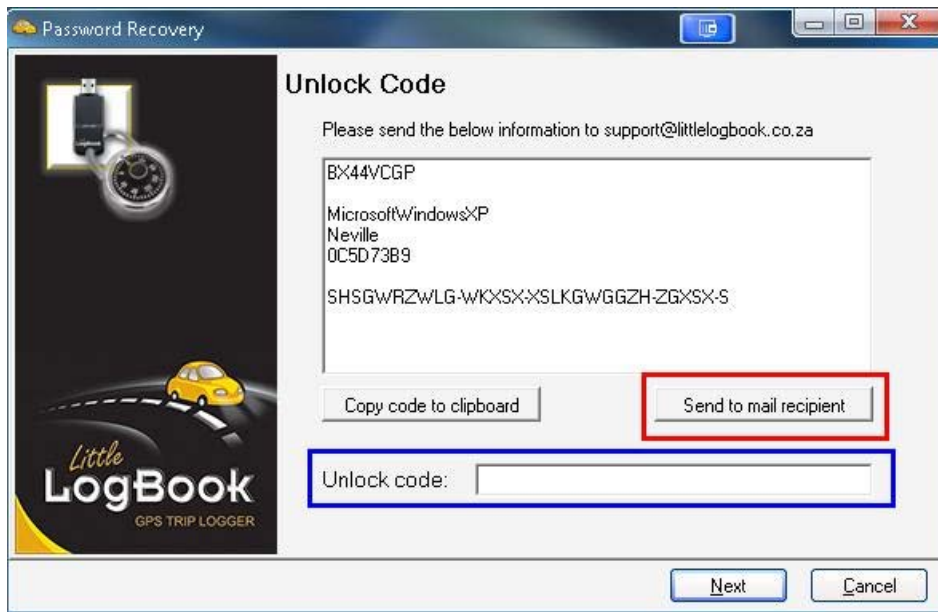 Password Recovery
LogBook
Unlock Code
Please send the below information to support@littlelogbook.co.za
BX44VCGP
MicrosoftWindowsXP
Neville
0C5D73B9
SHSGWRZWLG-WKXSX-XSLKGWGGZH-ZGXSX-S
Copy code to clipboard
Send to mail recipient
Unlock code:
Little
LogBook
GPS TRIP LOGGER
Next
Cancel